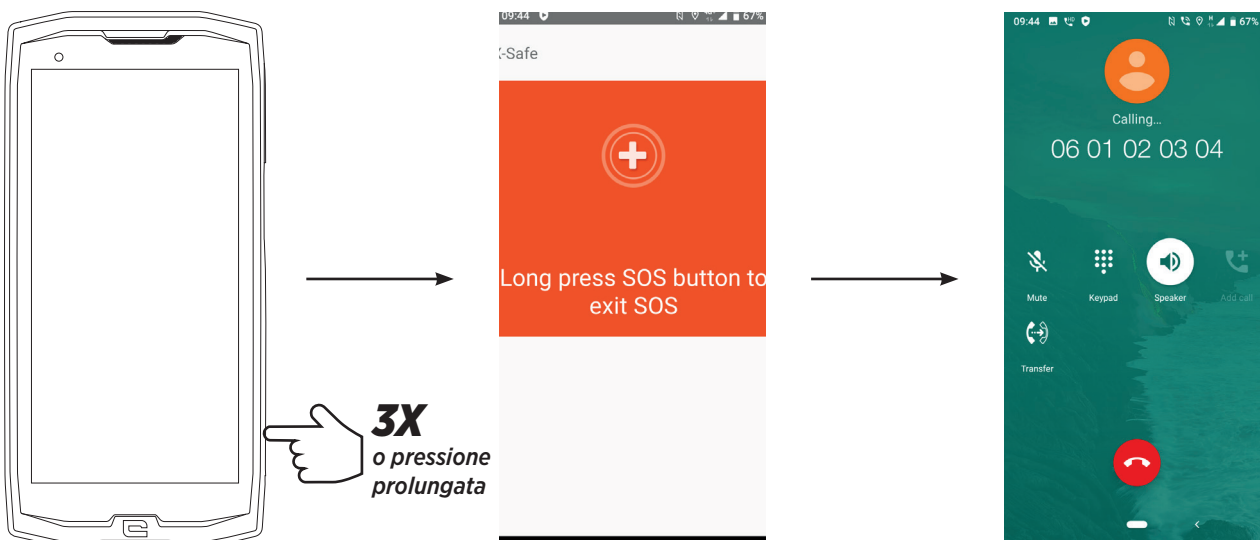 3X
o pressione
prolungata
09:44 67%
X-Safe
Long press SOS button to
exit SOS
09:44 67%
Calling...
06 01 02 03 04
Mute Keypad Speaker Add call
Transfer